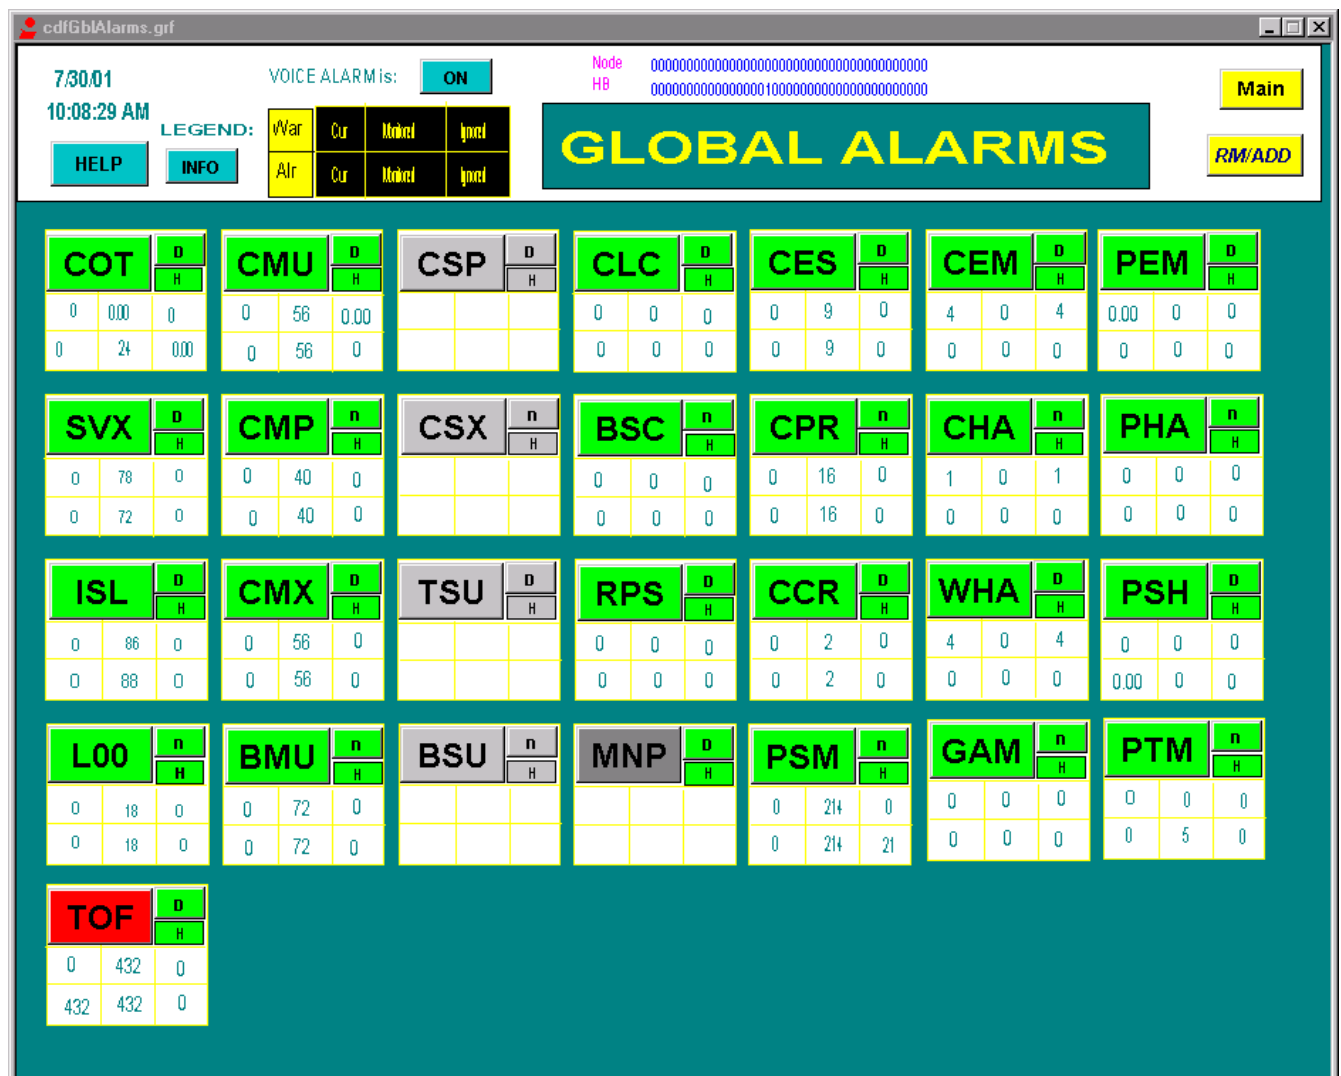 cdfGblAlarms.grf
7/30/01
10:08:29 AM
VOICE ALARM is: ON
Node 000000000000000000000000000000000000000
HB 000000000000000010000000000000000000000
Main
LEGEND:
HELP INFO
War Cur Monitored Ignored
Alr Cur Monitored Ignored
GLOBAL ALARMS
RM/ADD
COT D H CMU D H CSP D H CLC D H CES D H CEM D H PEM D H
0 0.00 0 0 56 0.00 0 0 0 0 9 0 4 0 4 0.00 0 0
0 24 0.00 0 56 0 0 0 0 0 9 0 0 0 0 0 0 0
SVX D H CMP n H CSX n H BSC n H CPR n H CHA n H PHA n H
0 78 0 0 40 0 0 0 0 0 16 0 1 0 1 0 0 0
0 72 0 0 40 0 0 0 0 0 16 0 0 0 0 0 0 0
ISL D H CMX D H TSU D H RPS D H CCR D H WHA D H PSH D H
0 86 0 0 56 0 0 0 0 0 2 0 4 0 4 0 0 0
0 88 0 0 56 0 0 0 0 0 2 0 0 0 0 0.00 0 0
L00 n H BMU n H BSU n H MNP D H PSM n H GAM n H PTM n H
0 18 0 0 72 0 0 214 0 0 0 0 0 0 0
0 18 0 0 72 0 0 214 21 0 0 0 0 5 0
TOF D H
0 432 0
432 432 0